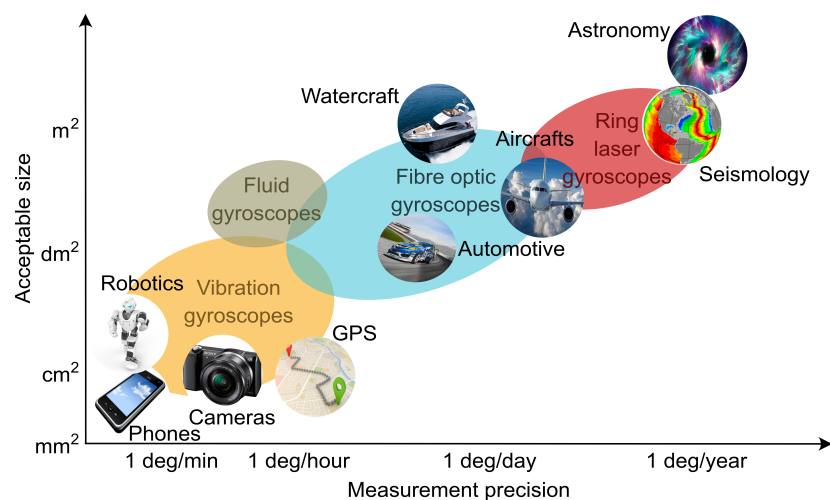 Astronomy
Watercraft
m²
Aircrafts
Ring
laser
gyroscopes
Fibre optic
gyroscopes
Seismology
Fluid
gyroscopes
Acceptable size
dm²
Automotive
Robotics
Vibration
gyroscopes
GPS
cm²
Cameras
Phones
mm²
1 deg/min
1 deg/hour
1 deg/day
1 deg/year
Measurement precision